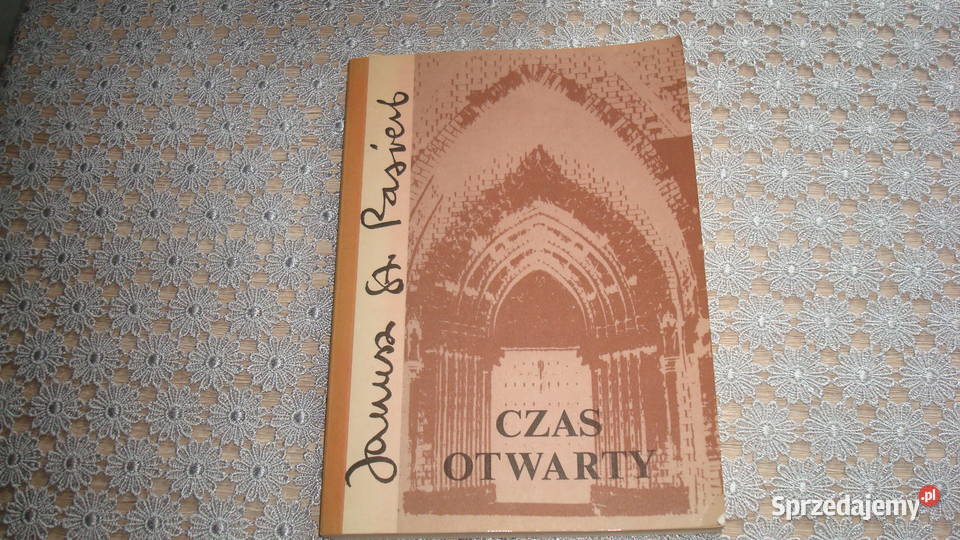 Janusz St. Pasierb
CZAS
OTWARTY
Sprzedajemy.pl